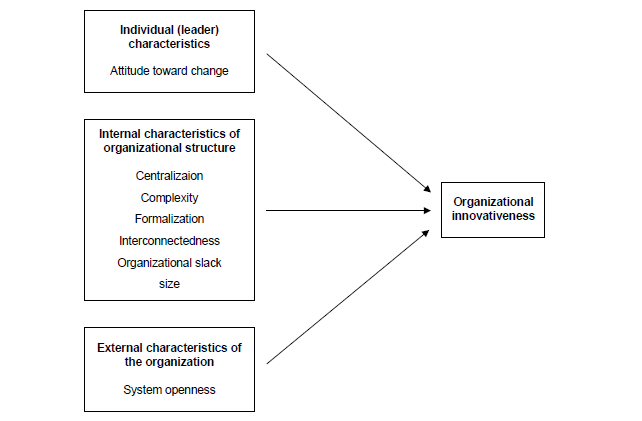 Individual (leader)
characteristics
Attitude toward change
Internal characteristics of
organizational structure
Centralizaion
Complexity
Formalization
Interconnectedness
Organizational slack
size
External characteristics of
the organization
System openness
Organizational
innovativeness